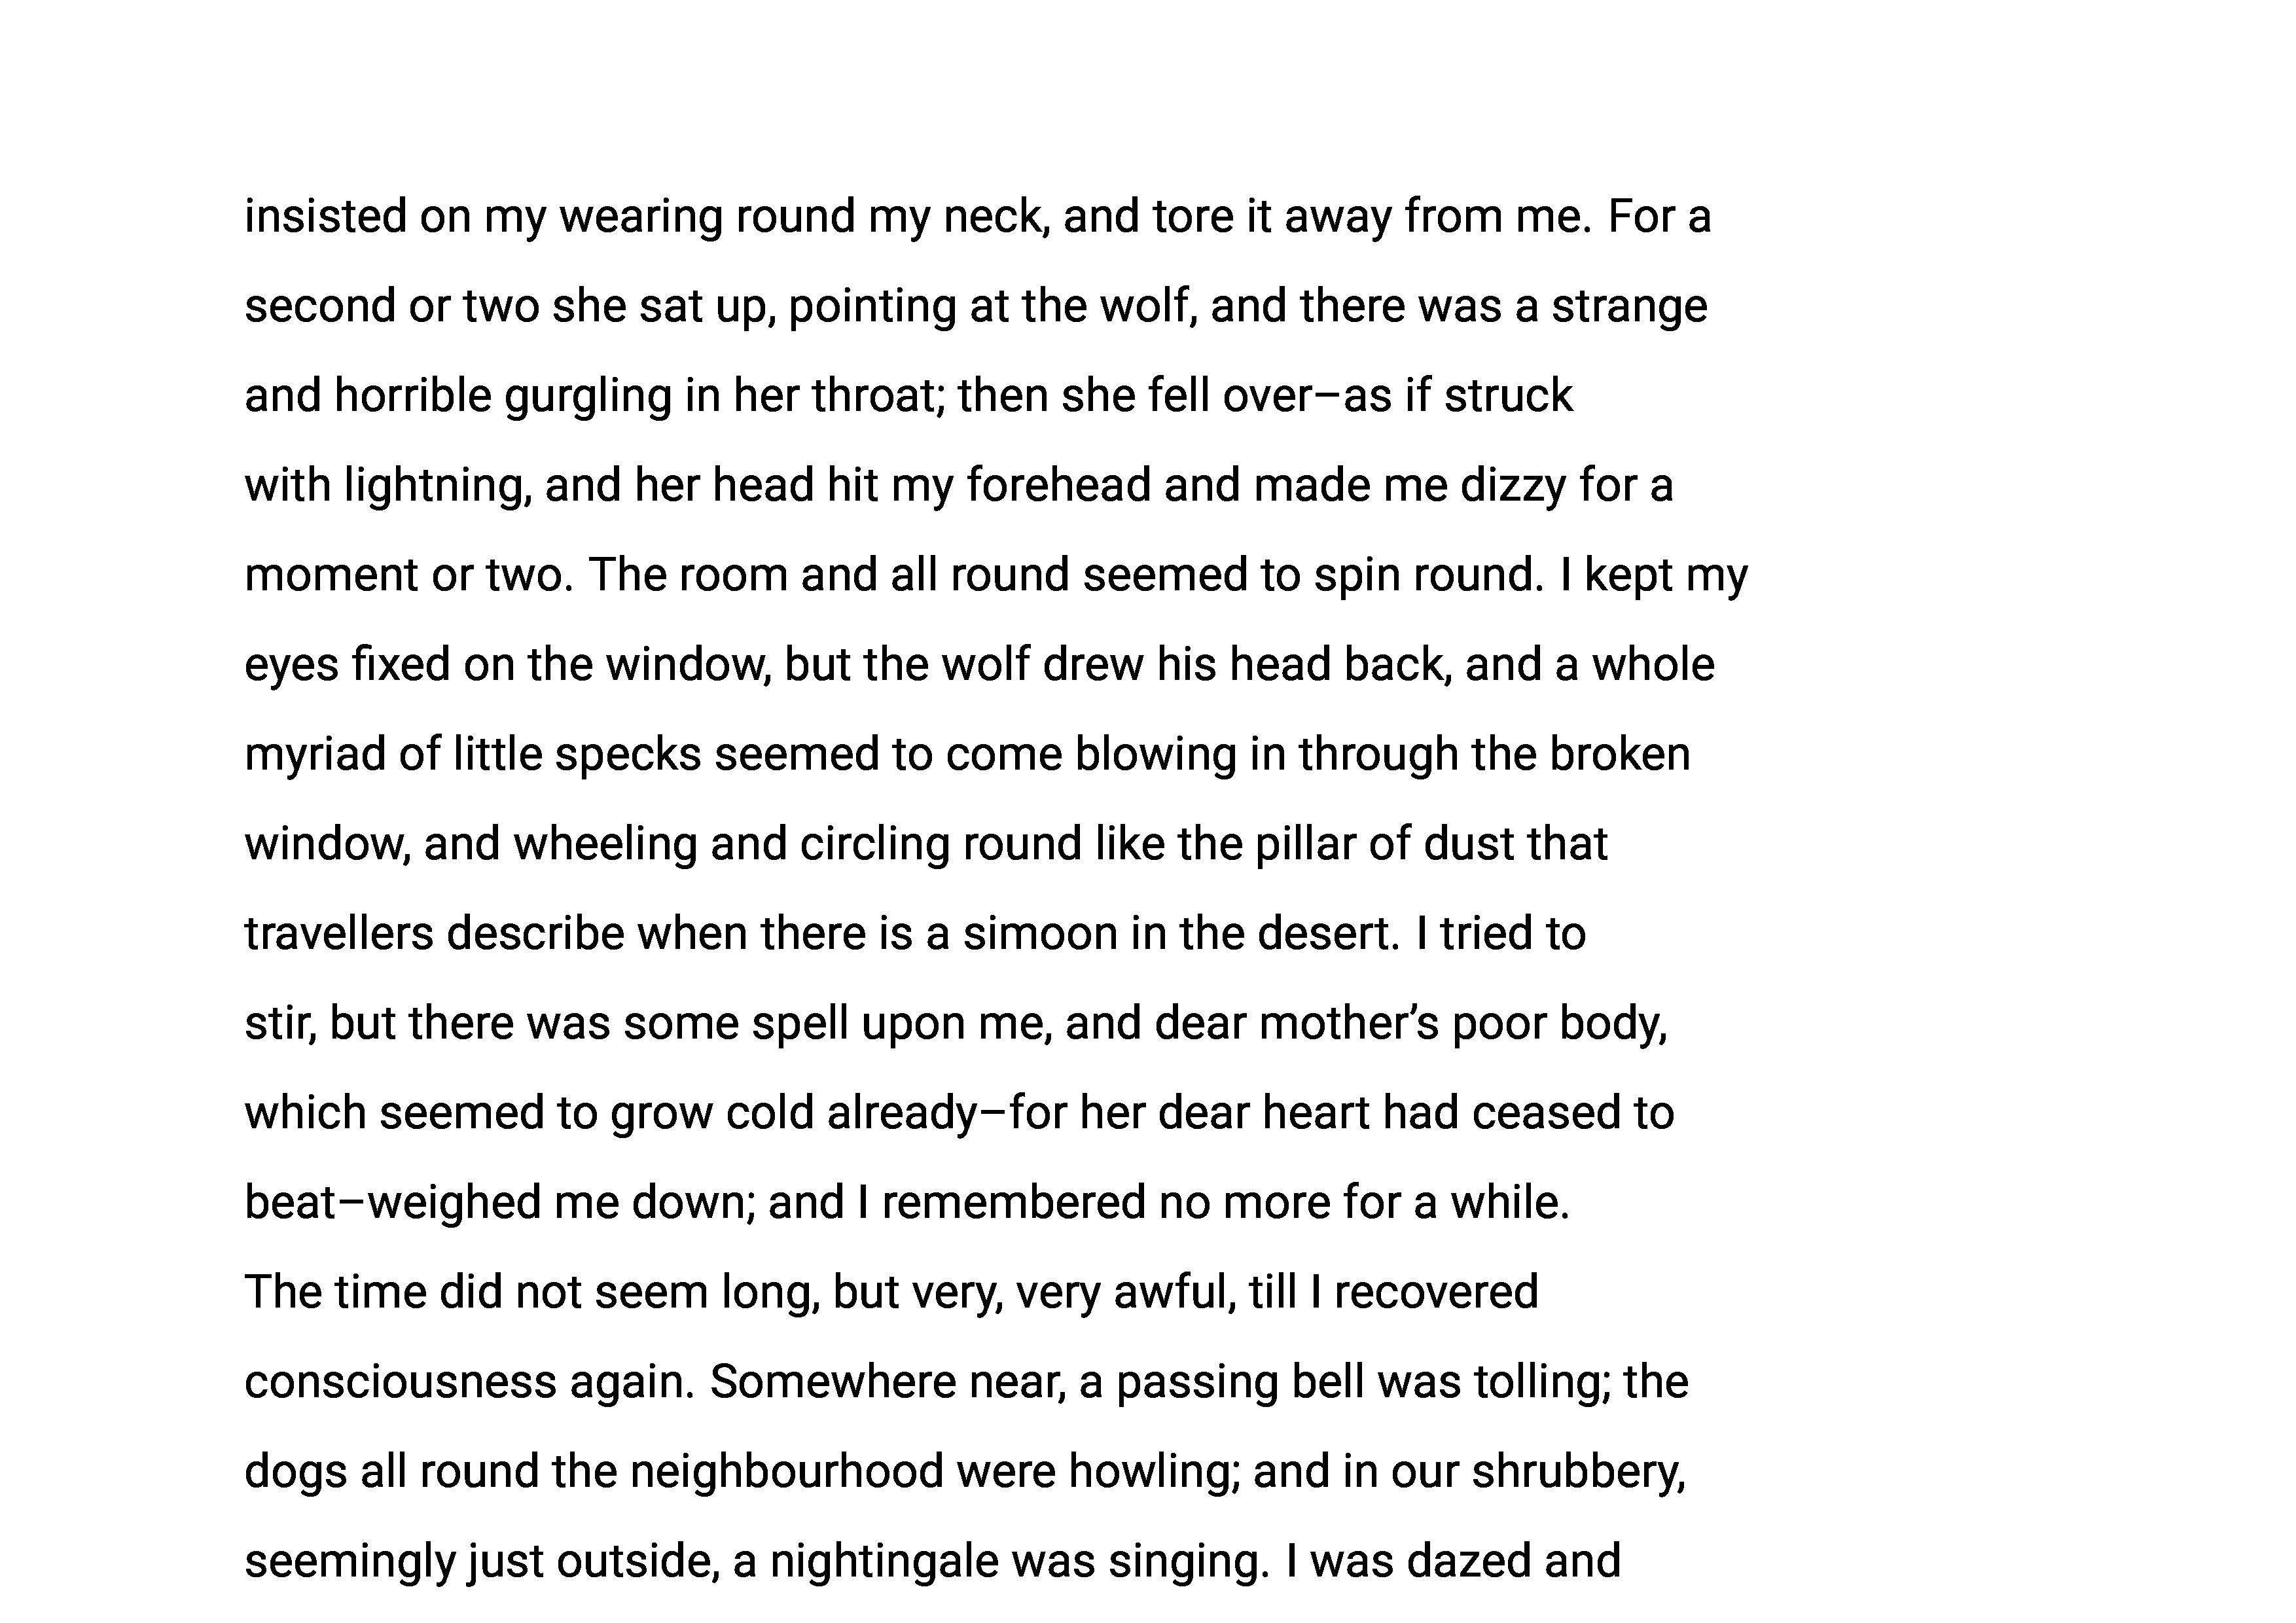 insisted on my wearing round my neck, and tore it away from me. For a
second or two she sat up, pointing at the wolf, and there was a strange
and horrible gurgling in her throat; then she fell over–as if struck
with lightning, and her head hit my forehead and made me dizzy for a
moment or two. The room and all round seemed to spin round. I kept my
eyes fixed on the window, but the wolf drew his head back, and a whole
myriad of little specks seemed to come blowing in through the broken
window, and wheeling and circling round like the pillar of dust that
travellers describe when there is a simoon in the desert. I tried to
stir, but there was some spell upon me, and dear mother’s poor body,
which seemed to grow cold already–for her dear heart had ceased to
beat–weighed me down; and I remembered no more for a while.
The time did not seem long, but very, very awful, till I recovered
consciousness again. Somewhere near, a passing bell was tolling; the
dogs all round the neighbourhood were howling; and in our shrubbery,
seemingly just outside, a nightingale was singing. I was dazed and